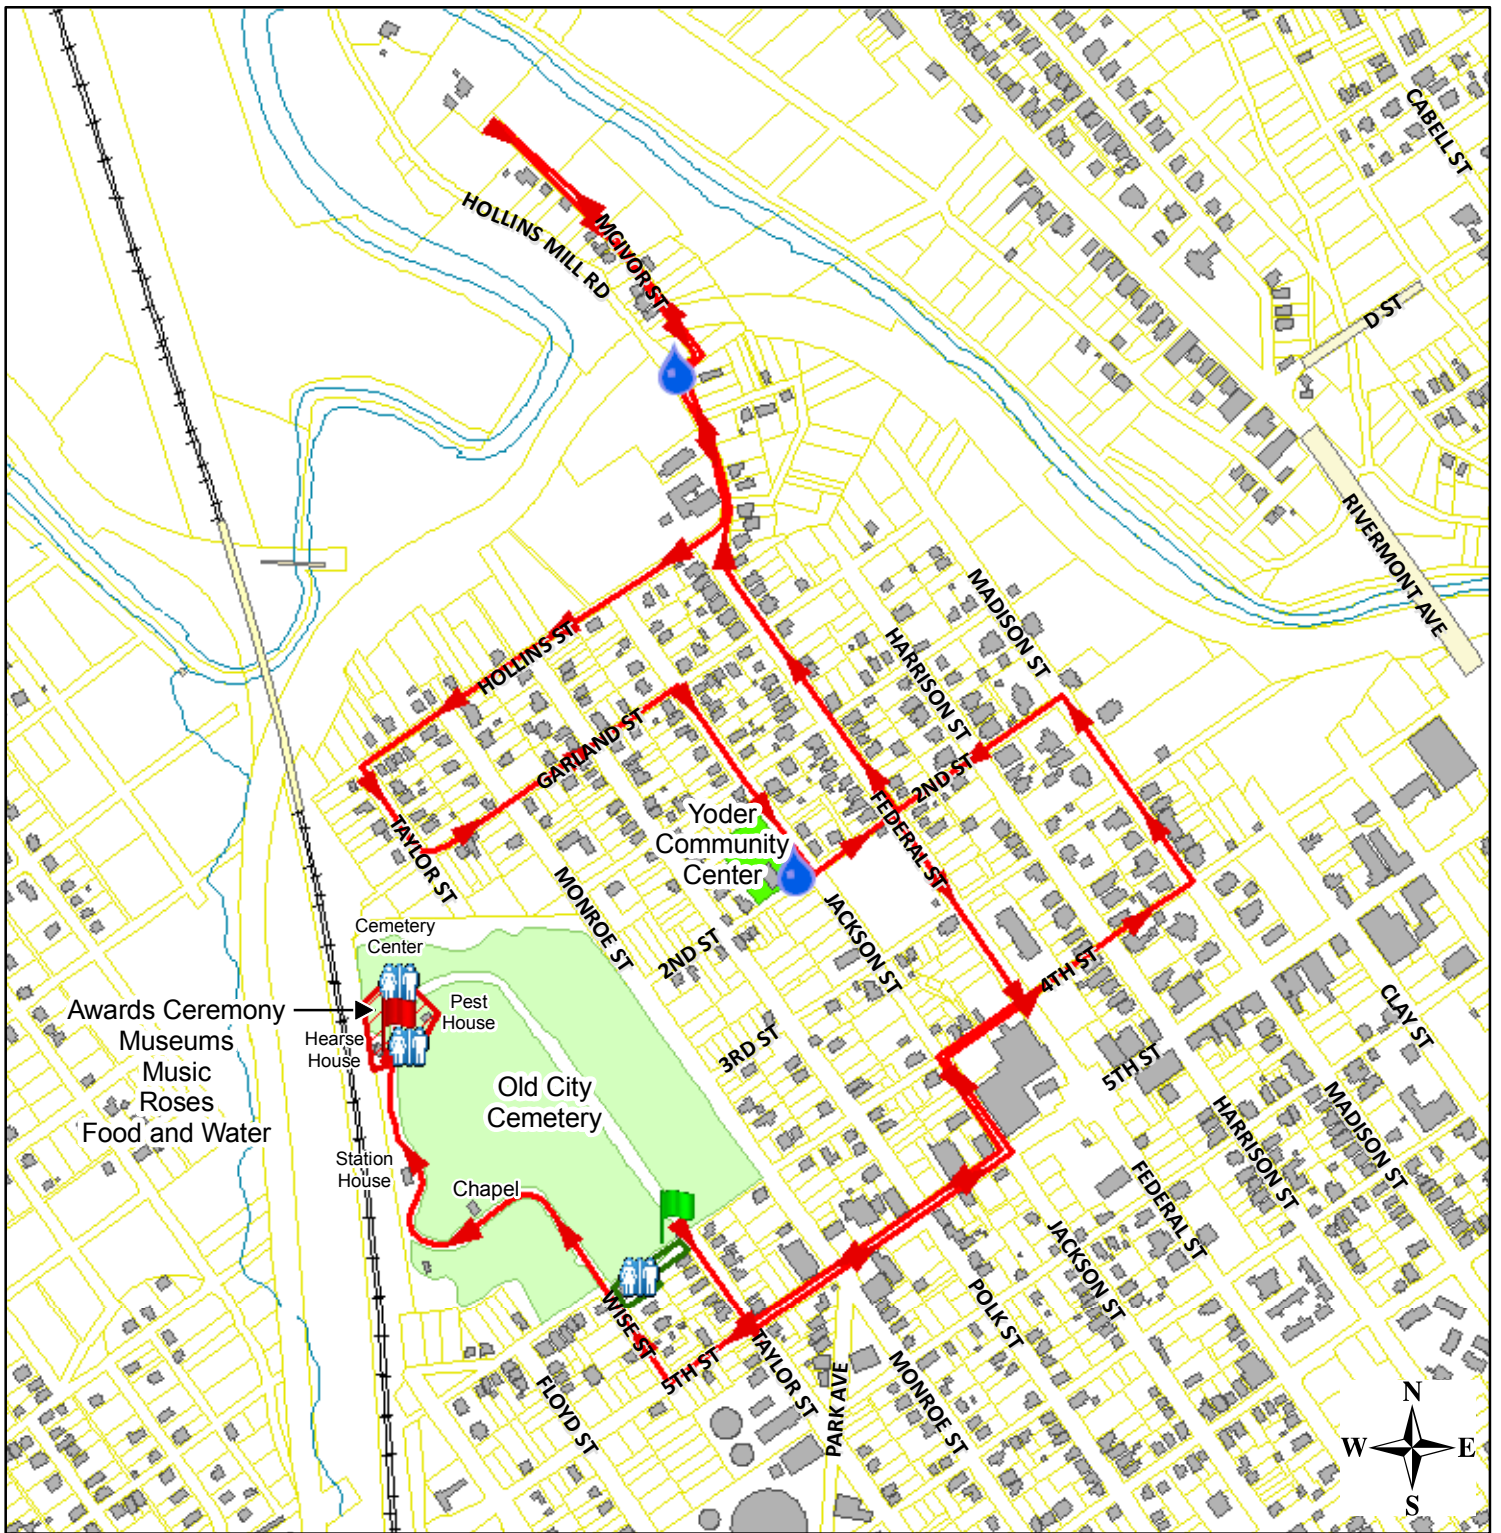 CABELL ST
HOLLINS MILL RD
MCIVOR ST
D ST
RIVERMONT AVE
MADISON ST
HARRISON ST
HOLLINS ST
GARLAND ST
2ND ST
FEDERAL ST
Yoder
Community
Center
TAYLOR ST
MONROE ST
JACKSON ST
2ND ST
Cemetery
Center
4TH ST
CLAY ST
Awards Ceremony
Museums
Music
Roses
Food and Water
Hearse
House
Pest
House
3RD ST
5TH ST
Old City
Cemetery
HARRISON ST
MADISON ST
Station
House
Chapel
FEDERAL ST
JACKSON ST
POLK ST
WISE ST
5TH ST
TAYLOR ST
PARK AVE
MONROE ST
FLOYD ST
N
W
E
S